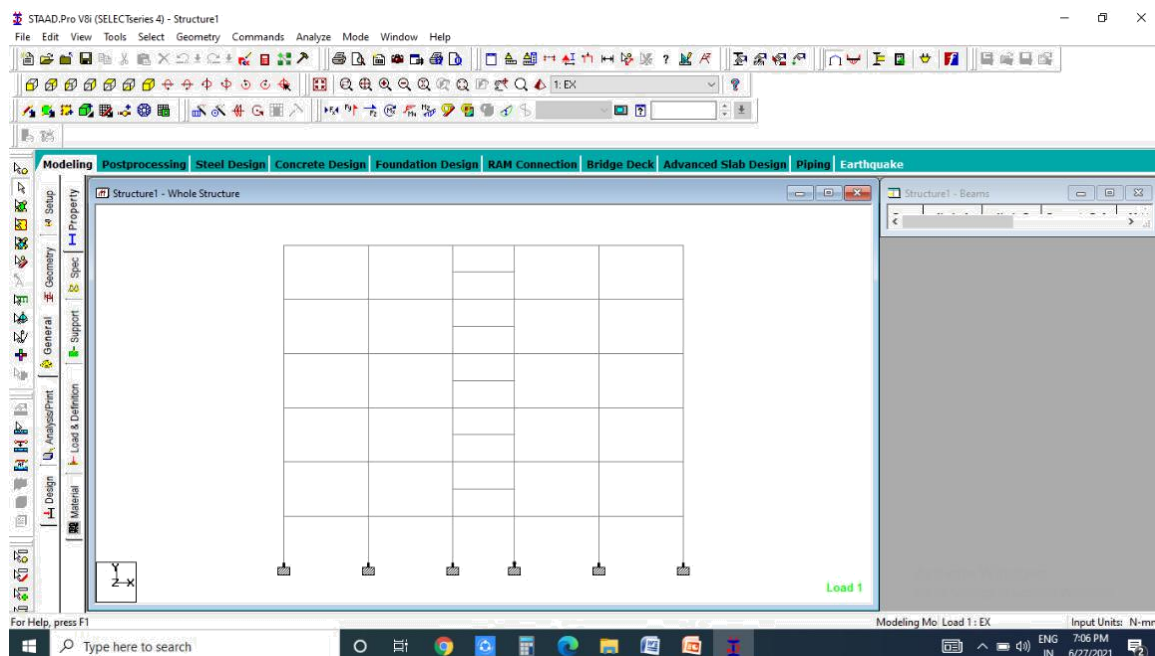 STAAD.Pro V8i (SELECTseries 4) - Structure1
File Edit View Tools Select Geometry Commands Analyze Mode Window Help
1: EX
Modeling Postprocessing Steel Design Concrete Design Foundation Design RAM Connection Bridge Deck Advanced Slab Design Piping Earthquake
Setup
Geometry
General
Analysis/Print
Design
Property
Spec
Support
Load & Definition
Material
Structure1 - Whole Structure
Structure1 - Beams
Y
Z X
Load 1
For Help, press F1
Modeling Mo Load 1 : EX Input Units: N-mr
Type here to search
ENG 7:06 PM
IN 6/27/2021